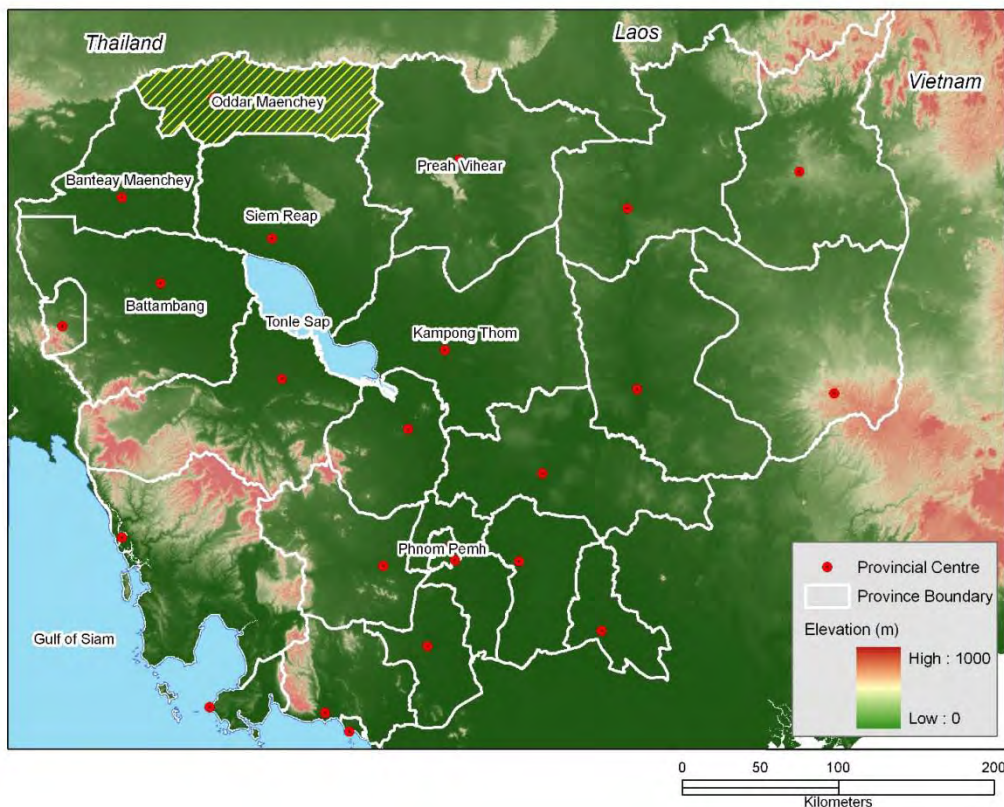 Thailand
Laos
Vietnam
Oddar Maenchey
Preah Vihear
Banteay Maenchey
Siem Reap
Battambang
Tonle Sap
Kampong Thom
Phnom Pemh
Gulf of Siam
Provincial Centre
Province Boundary
Elevation (m)
High : 1000
Low : 0
0 50 100 200
Kilometers